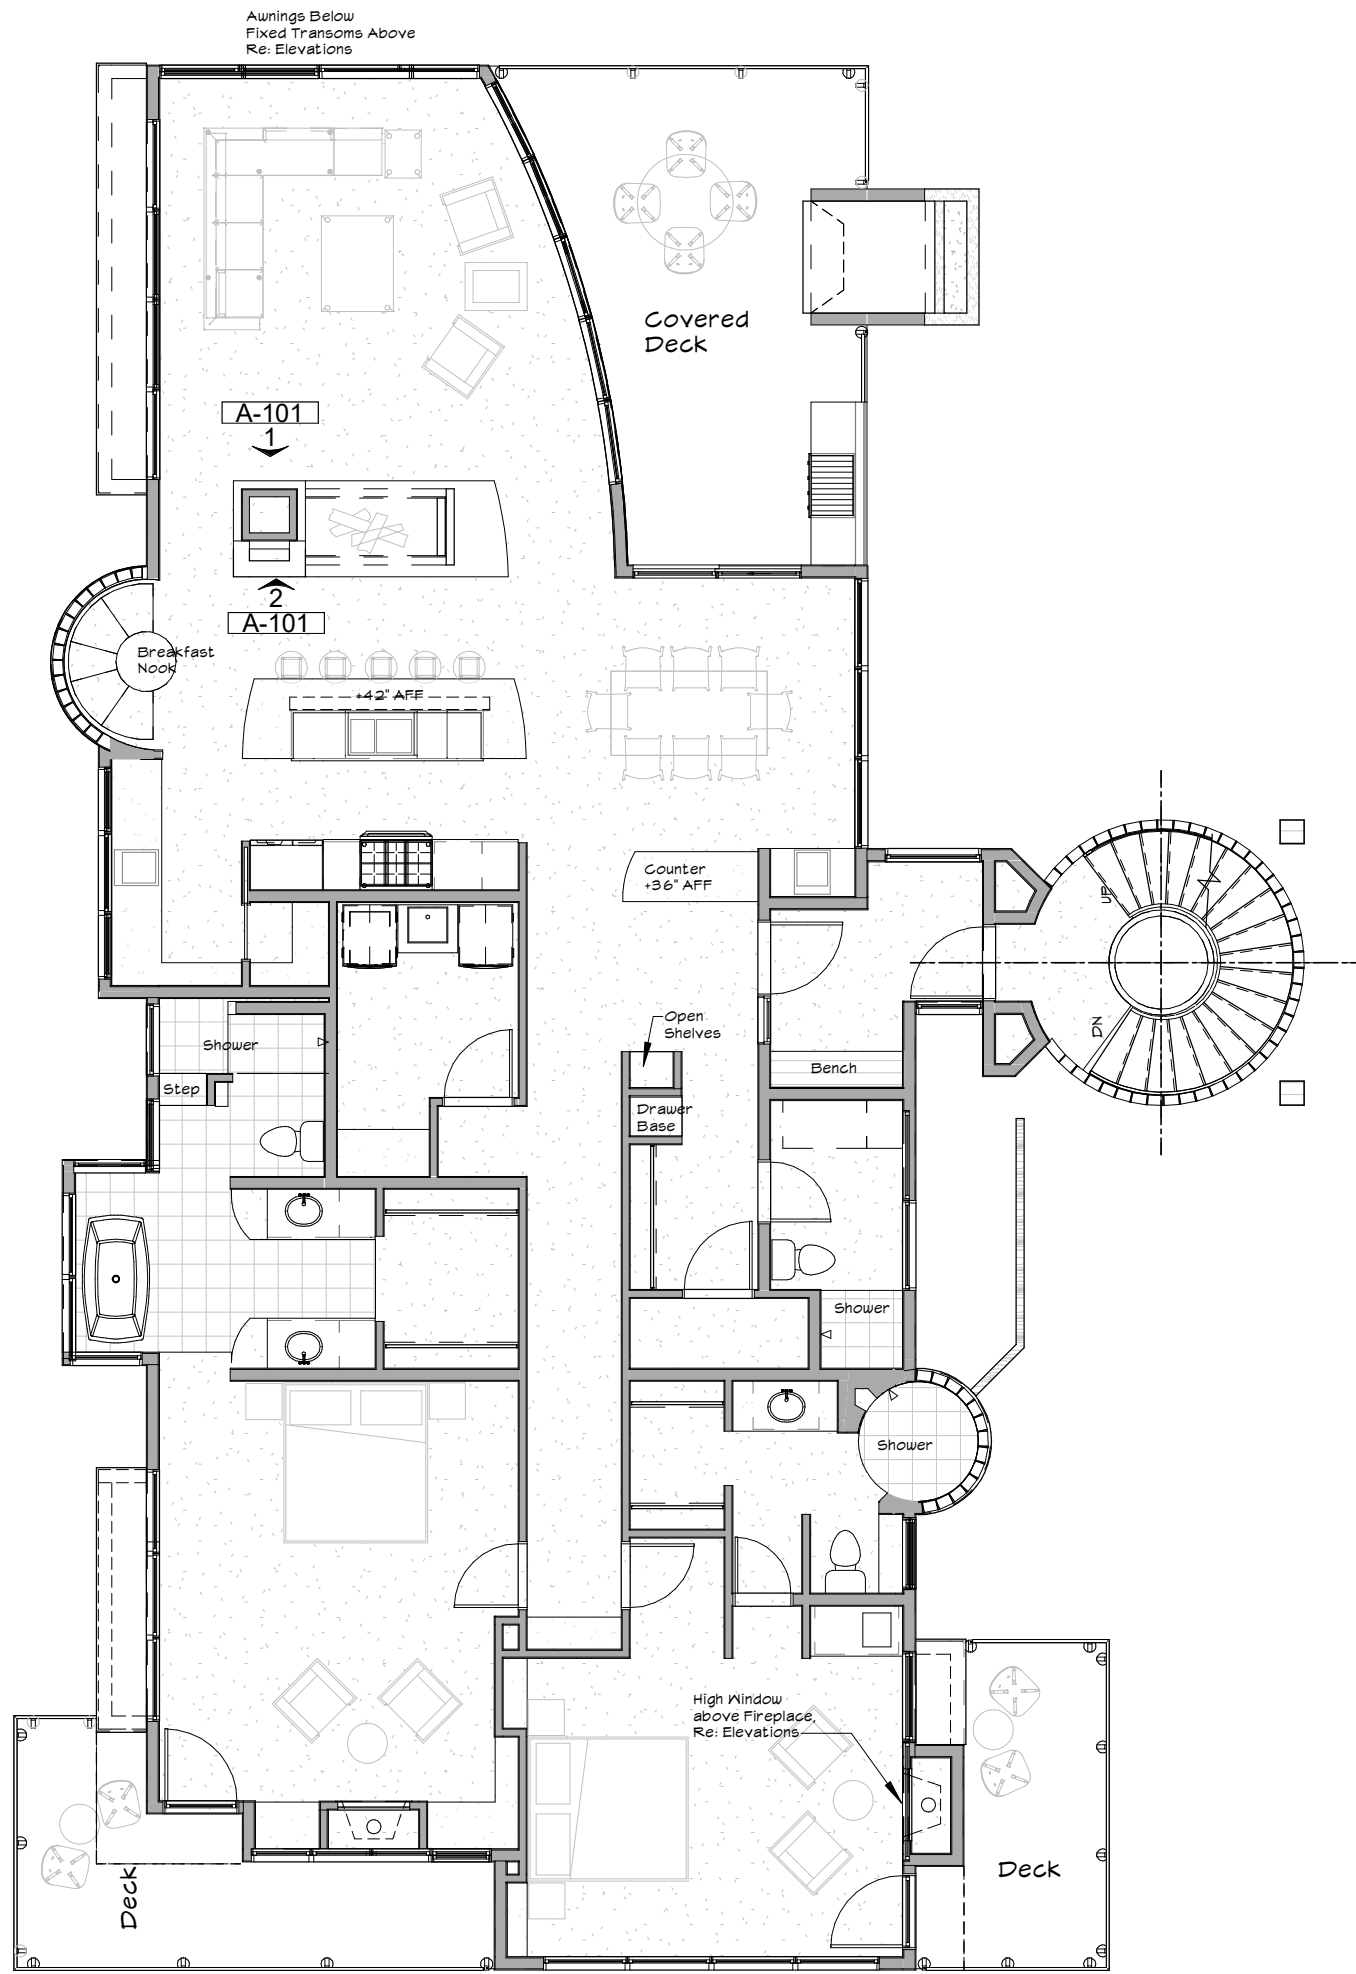 Awnings Below
Fixed Transoms Above
Re: Elevations
Covered
Deck
A-101
1
2
A-101
Breakfast
Nook
+42" AFF
Counter
+36" AFF
UP
DN
Open
Shelves
Shower
Bench
Step
Drawer
Base
Shower
Shower
High Window
above Fireplace,
Re: Elevations
Deck
Deck